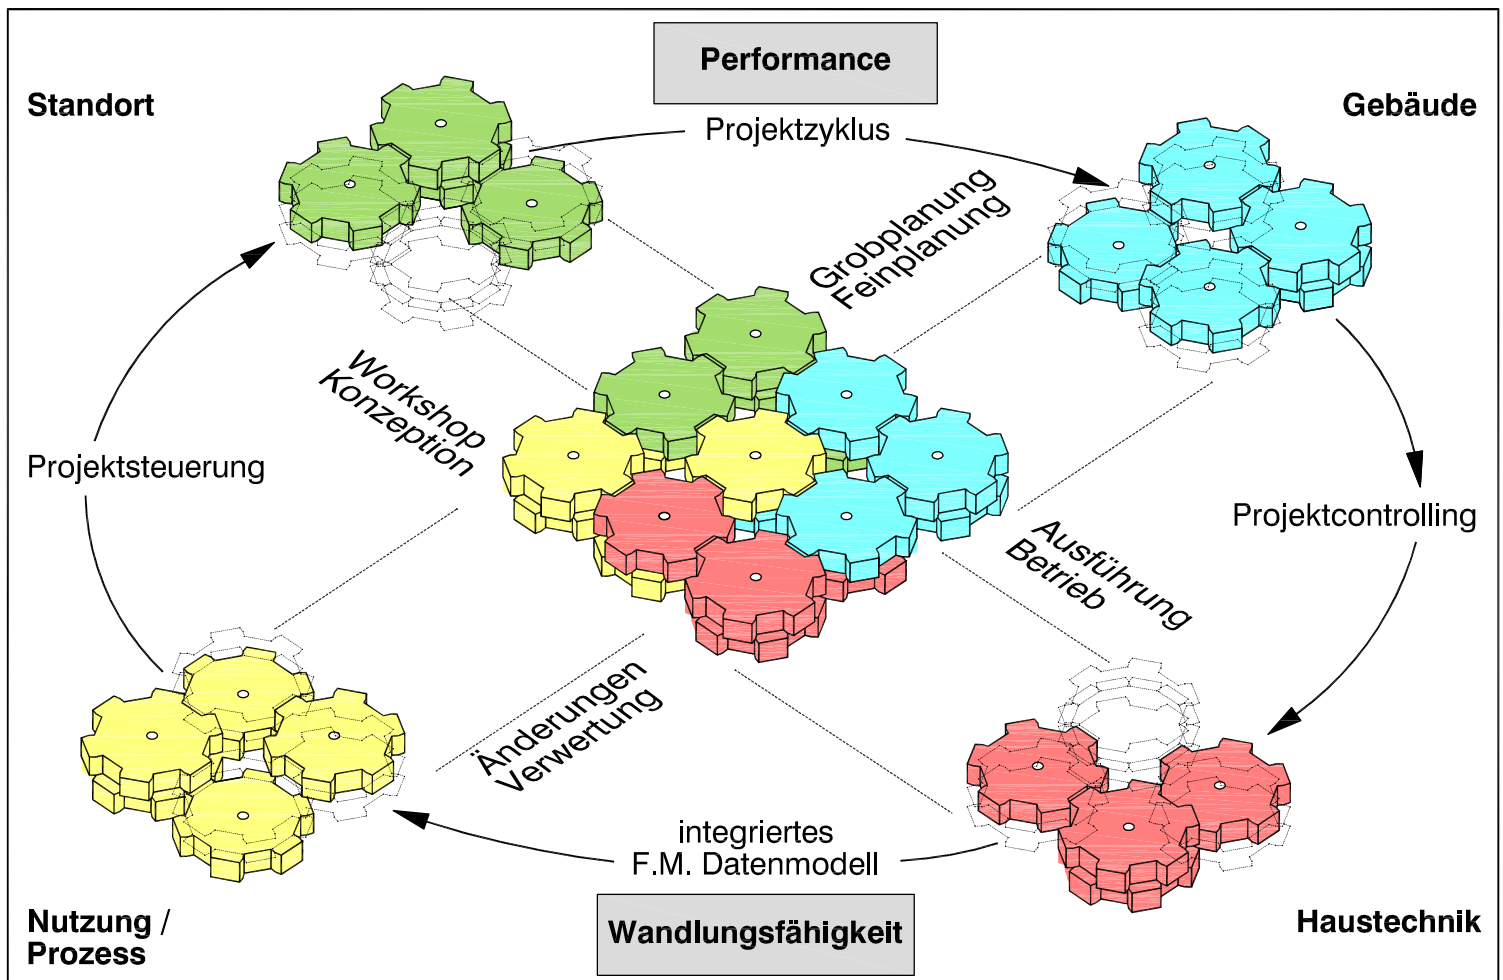 Performance
Standort
Gebäude
Projektzyklus
Grobplanung
Feinplanung
Workshop
Konzeption
Projektsteuerung
Projektcontrolling
Ausführung
Betrieb
Änderungen
Verwertung
integriertes
F.M. Datenmodell
Nutzung /
Prozess
Wandlungsfähigkeit
Haustechnik